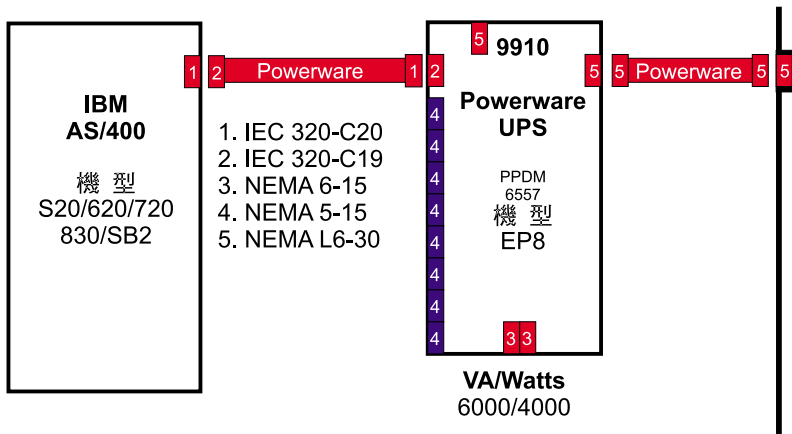 IBM
AS/400
機 型
S20/620/720
830/SB2
1
2
Powerware
1
1. IEC 320-C20
2. IEC 320-C19
3. NEMA 6-15
4. NEMA 5-15
5. NEMA L6-30
5
9910
2
5
Powerware
UPS
PPDM
6557
機 型
EP8
4
4
4
4
4
4
4
4
3 3
VA/Watts
6000/4000
5
Powerware
5
5